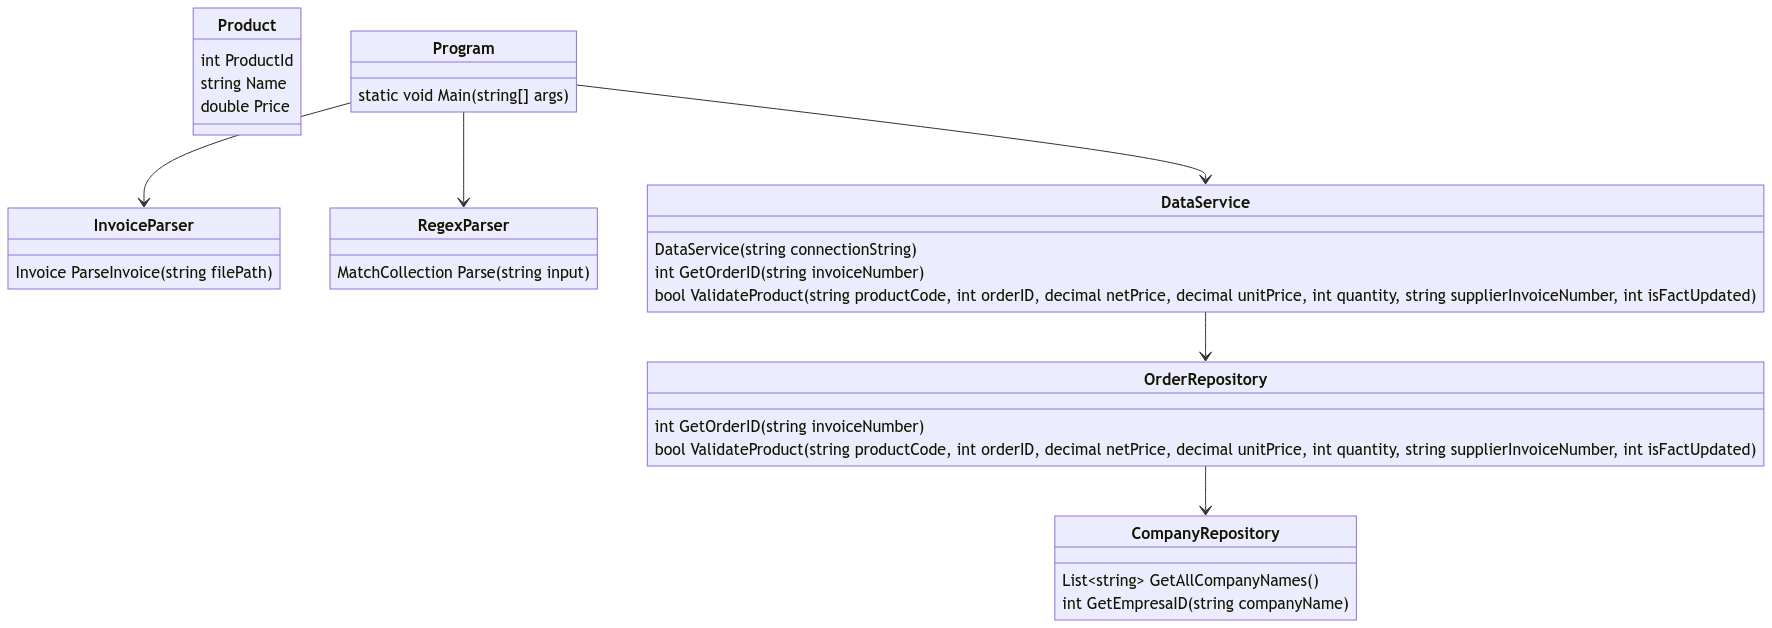 Product
int ProductId
string Name
double Price
Program
static void Main(string[] args)
InvoiceParser
Invoice ParseInvoice(string filePath)
RegexParser
MatchCollection Parse(string input)
DataService
DataService(string connectionString)
int GetOrderID(string invoiceNumber)
bool ValidateProduct(string productCode, int orderID, decimal netPrice, decimal unitPrice, int quantity, string supplierInvoiceNumber, int isFactUpdated)
OrderRepository
int GetOrderID(string invoiceNumber)
bool ValidateProduct(string productCode, int orderID, decimal netPrice, decimal unitPrice, int quantity, string supplierInvoiceNumber, int isFactUpdated)
CompanyRepository
List<string> GetAllCompanyNames()
int GetEmpresaID(string companyName)